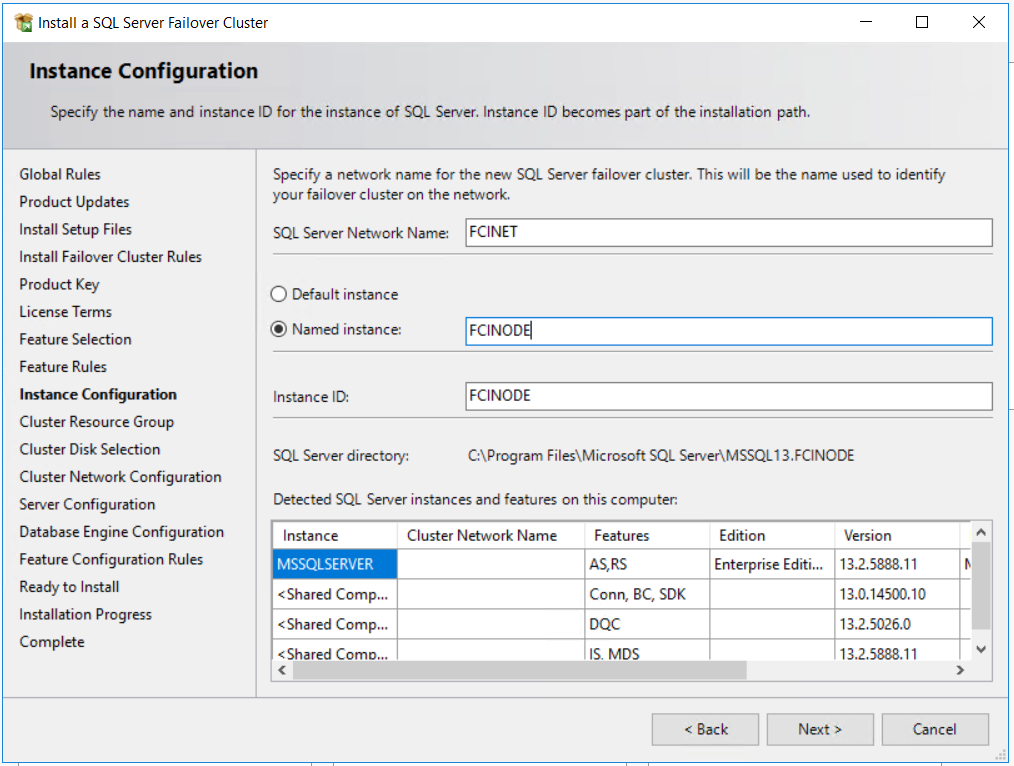 Install a SQL Server Failover Cluster
Instance Configuration
Specify the name and instance ID for the instance of SQL Server. Instance ID becomes part of the installation path.
Global Rules
Product Updates
Install Setup Files
Install Failover Cluster Rules
Product Key
License Terms
Feature Selection
Feature Rules
Instance Configuration
Cluster Resource Group
Cluster Disk Selection
Cluster Network Configuration
Server Configuration
Database Engine Configuration
Feature Configuration Rules
Ready to Install
Installation Progress
Complete
Specify a network name for the new SQL Server failover cluster. This will be the name used to identify
your failover cluster on the network.
SQL Server Network Name: FCINET
Default instance
Named instance: FCINODE
Instance ID: FCINODE
SQL Server directory: C:\Program Files\Microsoft SQL Server\MSSQL13.FCINODE
Detected SQL Server instances and features on this computer:
Instance Cluster Network Name Features Edition Version
MSSQLSERVER AS,RS Enterprise Editi... 13.2.5888.11
<Shared Comp... Conn, BC, SDK 13.0.14500.10
<Shared Comp... DQC 13.2.5026.0
<Shared Comp... IS, MDS 13.2.5888.11
< Back Next > Cancel